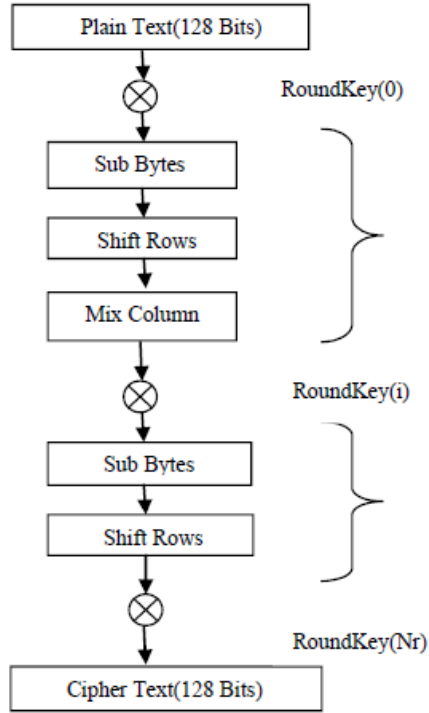 Plain Text(128 Bits)
RoundKey(0)
Sub Bytes
Shift Rows
Mix Column
RoundKey(i)
Sub Bytes
Shift Rows
RoundKey(Nr)
Cipher Text(128 Bits)